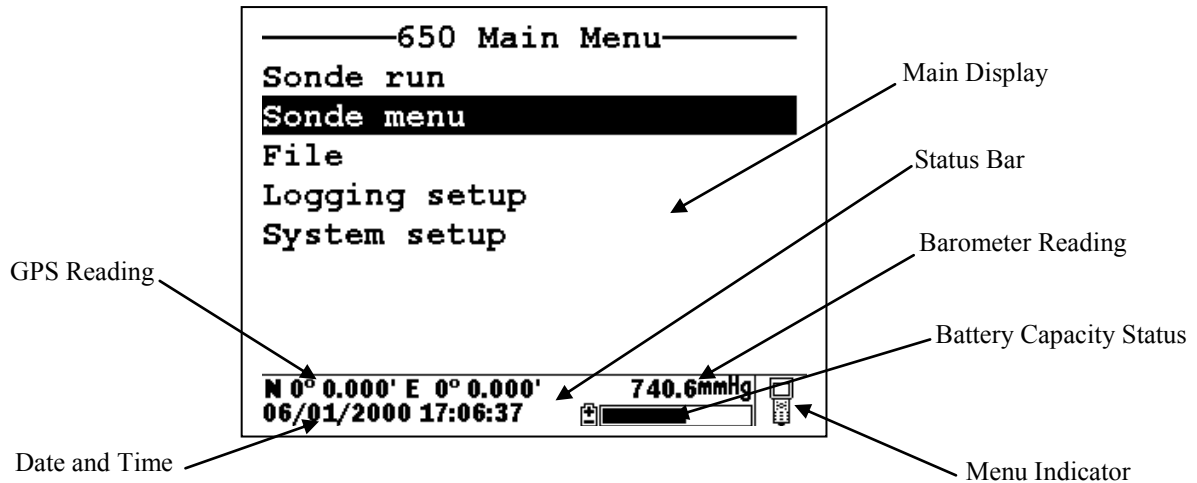 650 Main Menu
Sonde run
Sonde menu
File
Logging setup
System setup
N 0° 0.000' E 0° 0.000' 740.6mmHg
06/01/2000 17:06:37
Main Display
Status Bar
Barometer Reading
Battery Capacity Status
Menu Indicator
GPS Reading
Date and Time